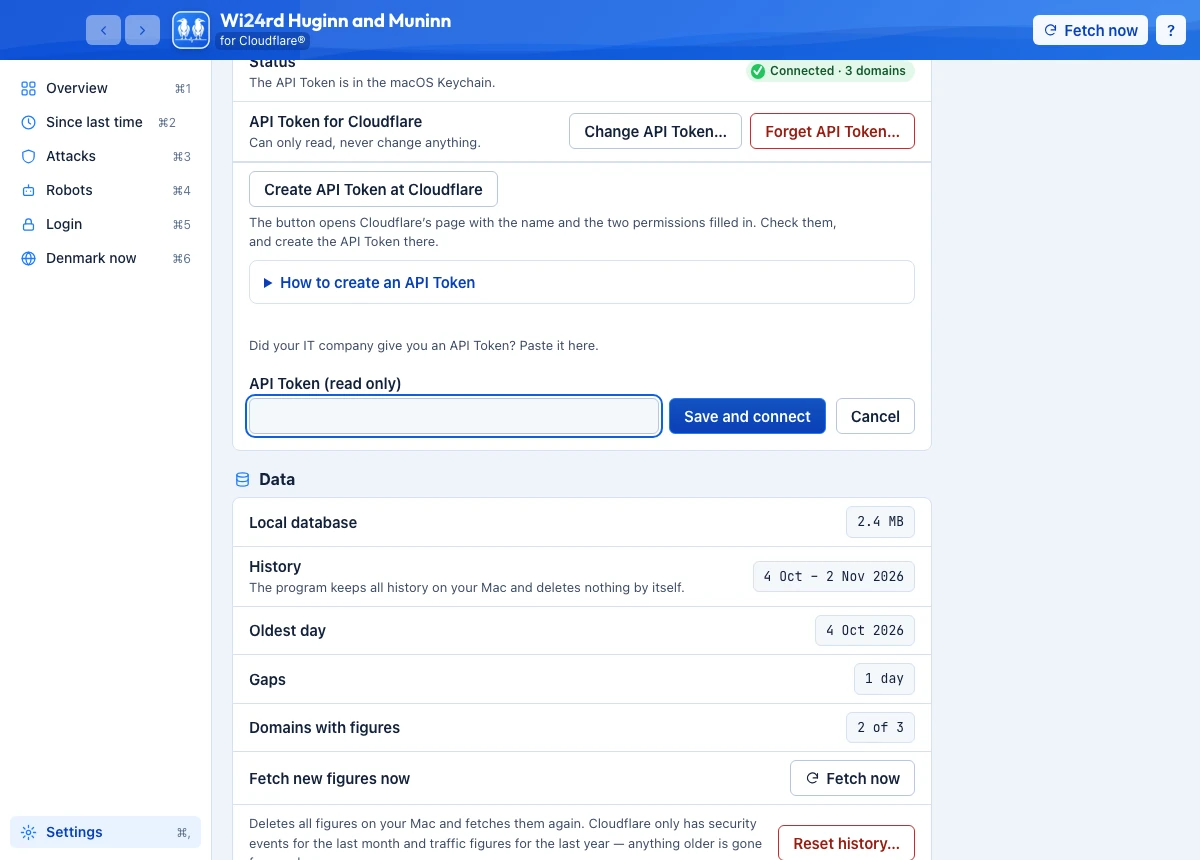 Wi24rd Huginn and Muninn
for Cloudflare®
Fetch now
?
Overview ⌘1
Since last time ⌘2
Attacks ⌘3
Robots ⌘4
Login ⌘5
Denmark now ⌘6
Settings ⌘,
Status
The API Token is in the macOS Keychain.
Connected · 3 domains
API Token for Cloudflare
Can only read, never change anything.
Change API Token...
Forget API Token...
Create API Token at Cloudflare
The button opens Cloudflare's page with the name and the two permissions filled in. Check them,
and create the API Token there.
How to create an API Token
Did your IT company give you an API Token? Paste it here.
API Token (read only)
Save and connect
Cancel
Data
Local database
2.4 MB
History
The program keeps all history on your Mac and deletes nothing by itself.
4 Oct – 2 Nov 2026
Oldest day
4 Oct 2026
Gaps
1 day
Domains with figures
2 of 3
Fetch new figures now
Fetch now
Deletes all figures on your Mac and fetches them again. Cloudflare only has security
events for the last month and traffic figures for the last year — anything older is gone
Reset history...